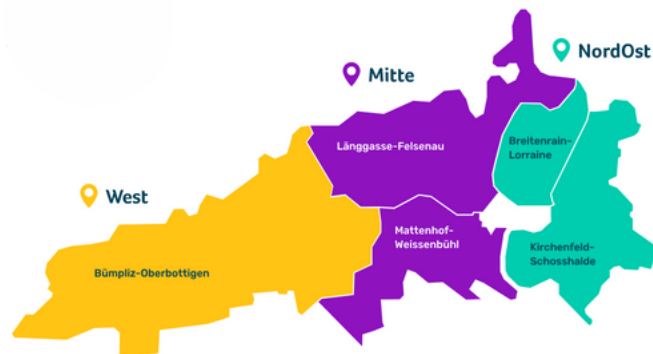 NordOst
Mitte
Länggasse-Felsenau
Breitenrain-
Lorraine
West
Mattenhof-
Weissenbühl
Kirchenfeld-
Schosshalde
Bümpliz-Oberbottigen